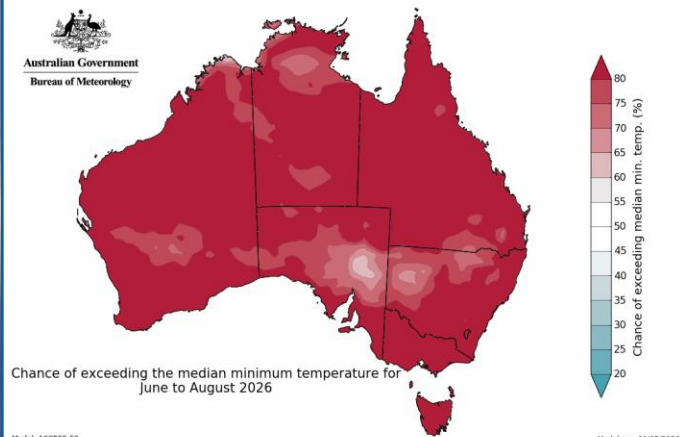 Australian Government
Bureau of Meteorology
80
75
70
65
60
55
50
45
40
35
30
25
20
Chance of exceeding median min. temp. (%)
Chance of exceeding the median minimum temperature for
June to August 2026